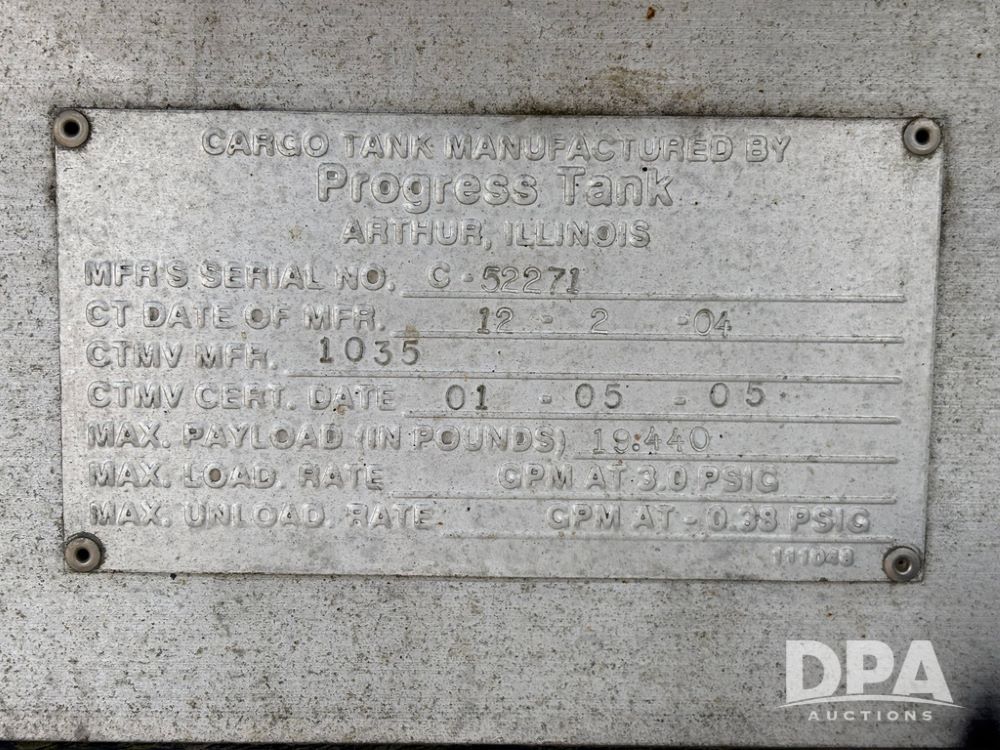 CARGO TANK MANUFACTURED BY
Progress Tank
ARTHUR, ILLINOIS
MFR'S SERIAL NO. C-52271
CT DATE OF MFR. 12 - 2 - 04
CTMV MFR. 1035
CTMV CERT. DATE 01 - 05 - 05
MAX. PAYLOAD (IN POUNDS) 19.440
MAX. LOAD. RATE GPM AT 3.0 PSIG
MAX. UNLOAD. RATE GPM AT - 0.38 PSIG
111043
DPA
AUCTIONS